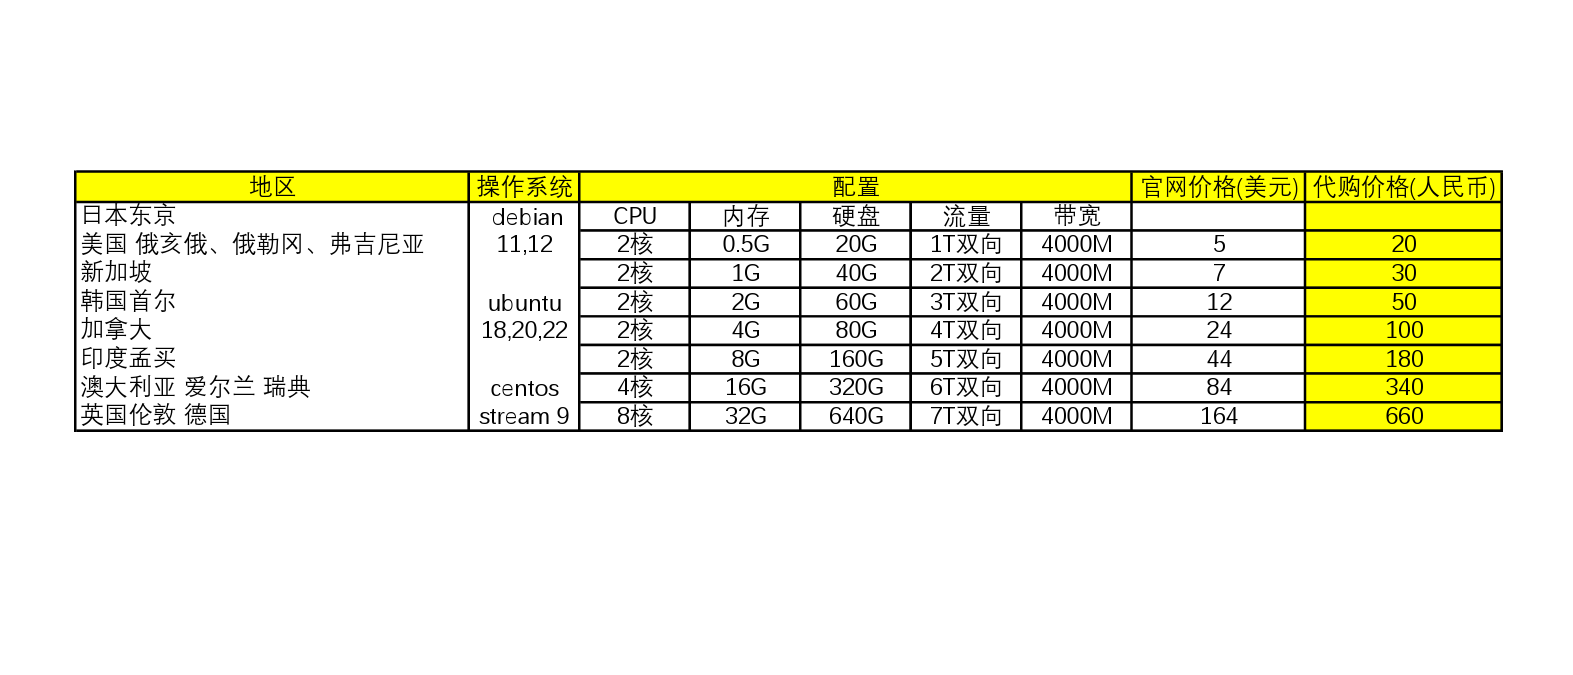 地区 操作系统 配置 官网价格(美元) 代购价格(人民币)
日本东京 debian CPU 内存 硬盘 流量 带宽
美国 俄亥俄、俄勒冈、弗吉尼亚 11,12 2核 0.5G 20G 1T双向 4000M 5 20
新加坡 2核 1G 40G 2T双向 4000M 7 30
韩国首尔 ubuntu 2核 2G 60G 3T双向 4000M 12 50
加拿大 18,20,22 2核 4G 80G 4T双向 4000M 24 100
印度孟买 2核 8G 160G 5T双向 4000M 44 180
澳大利亚 爱尔兰 瑞典 centos 4核 16G 320G 6T双向 4000M 84 340
英国伦敦 德国 stream 9 8核 32G 640G 7T双向 4000M 164 660